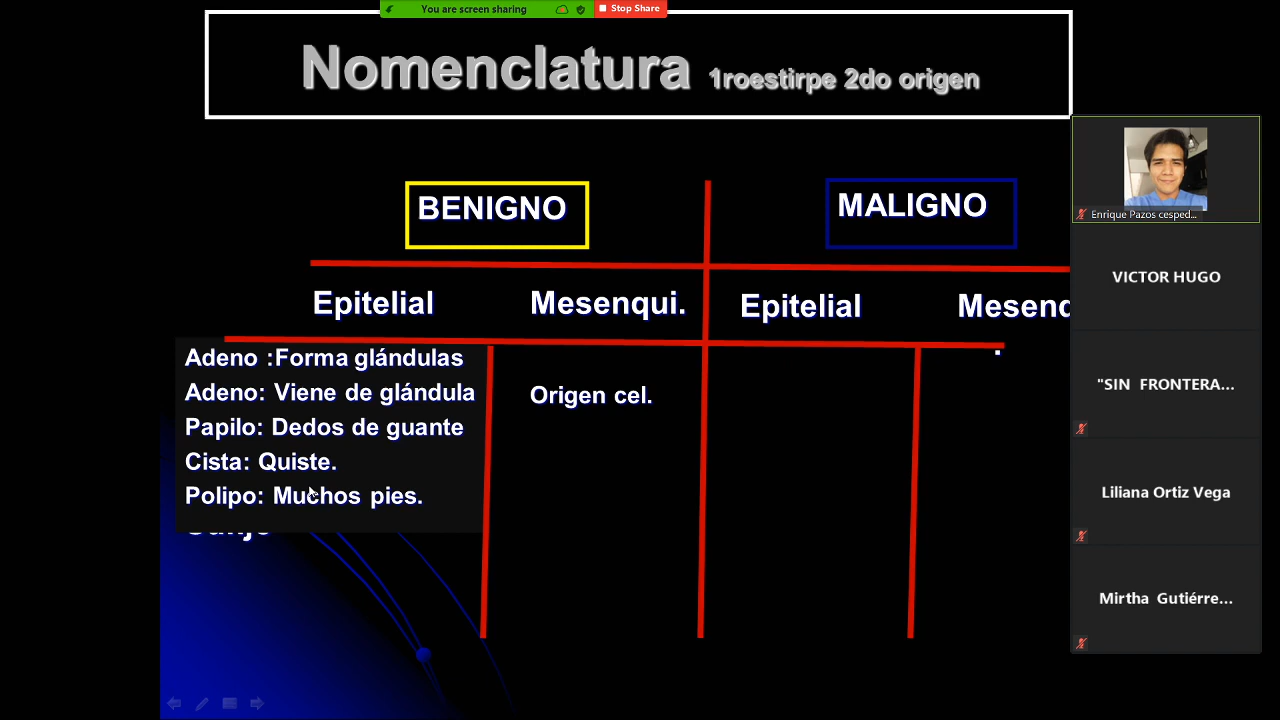 You are screen sharing
Stop Share
Nomenclatura 1roestirpe 2do origen
BENIGNO
MALIGNO
Epitelial
Mesenqui.
Epitelial
Mesenq
.
Adeno :Forma glándulas
Adeno: Viene de glándula
Papilo: Dedos de guante
Cista: Quiste.
Polipo: Muchos pies.
Origen cel.
Enrique Pazos cesped...
VICTOR HUGO
"SIN FRONTERA...
Liliana Ortiz Vega
Mirtha Gutiérre...